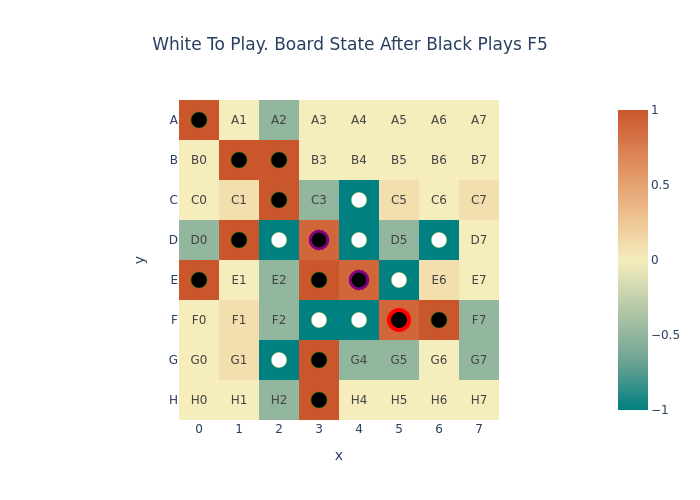 White To Play. Board State After Black Plays F5
A A1 A2 A3 A4 A5 A6 A7 1
B B0 B3 B4 B5 B6 B7
C C0 C1 C3 C5 C6 C7 0.5
D D0 D5 D7
y
0
E E1 E2 E6 E7
F F0 F1 F2 F7 −0.5
G G0 G1 G4 G5 G6 G7
H H0 H1 H2 H4 H5 H6 H7 −1
0 1 2 3 4 5 6 7
x